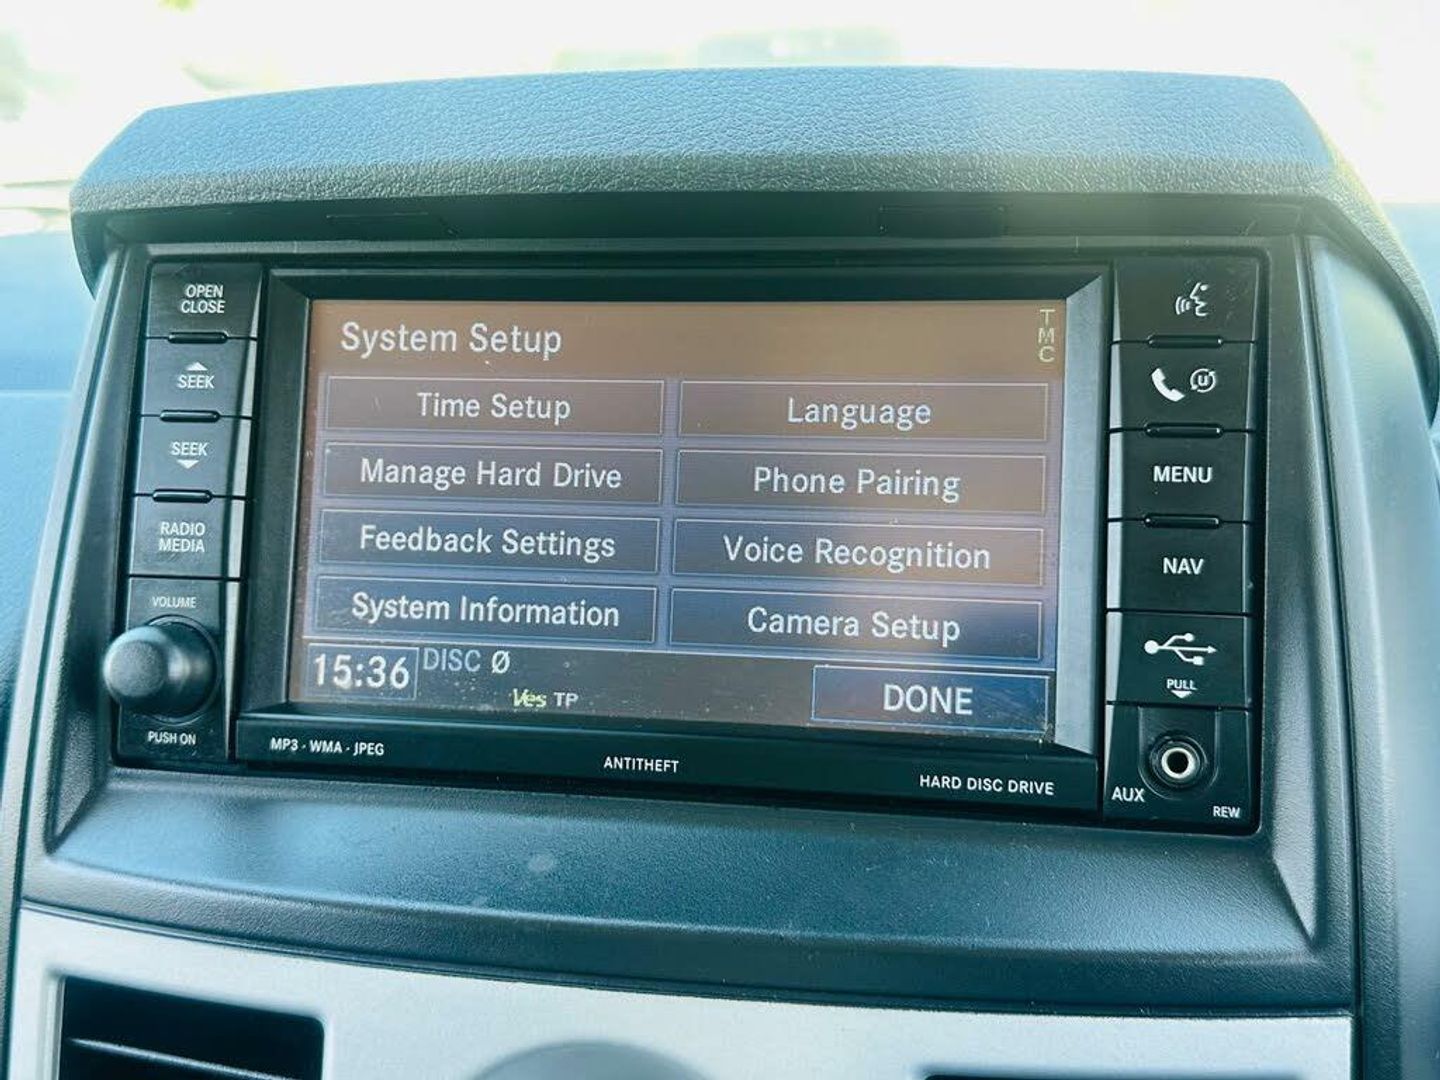 OPEN
CLOSE
SEEK
SEEK
RADIO
MEDIA
VOLUME
PUSH ON
System Setup
TMC
Time Setup
Language
Manage Hard Drive
Phone Pairing
Feedback Settings
Voice Recognition
System Information
Camera Setup
15:36
DISC Ø
Ves TP
DONE
MP3 - WMA - JPEG
ANTITHEFT
HARD DISC DRIVE
U
MENU
NAV
PULL
AUX
REW